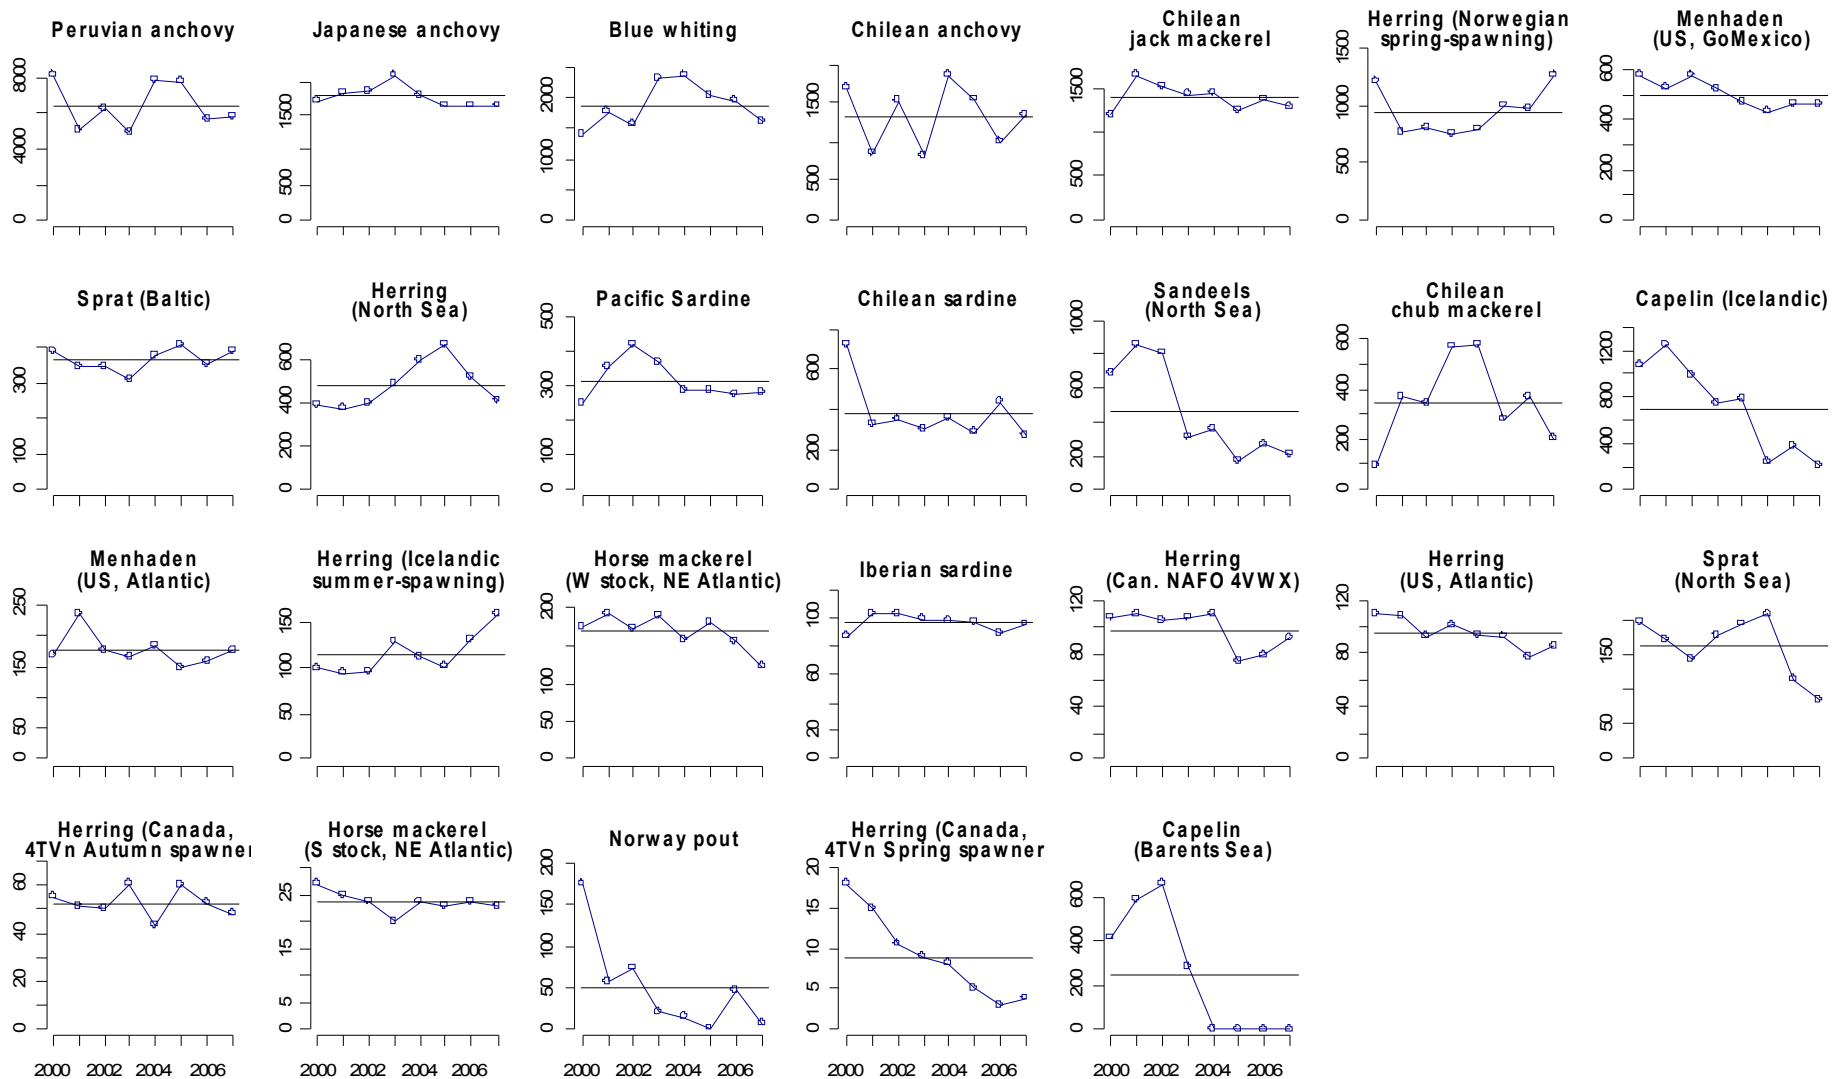 Peruvian anchovy
0
4000
8000
Japanese anchovy
0
500
1500
Blue whiting
0
1000
2000
Chilean anchovy
0
500
1500
Chilean
jack mackerel
0
500
1500
Herring (Norwegian
spring-spawning)
0
500
1000
1500
Menhaden
(US, GoMexico)
0
200
400
600
Sprat (Baltic)
0
300
Herring
(North Sea)
0
200
400
600
Pacific Sardine
0
100
300
500
Chilean sardine
0
200
600
Sandeels
(North Sea)
0
200
600
1000
Chilean
chub mackerel
0
200
400
600
Capelin (Icelandic)
0
400
800
1200
Menhaden
(US, Atlantic)
0
50
150
250
Herring (Icelandic
summer-spawning)
0
50
100
150
Horse mackerel
(W stock, NE Atlantic)
0
50
100
200
Iberian sardine
0
20
60
100
Herring
(Can. NAFO 4VWX)
0
40
80
120
Herring
(US, Atlantic)
0
40
80
120
Sprat
(North Sea)
0
50
150
Herring (Canada,
4TVn Autumn spawner
0
20
40
60
2000 2002 2004 2006
Horse mackerel
(S stock, NE Atlantic)
0
5
15
25
2000 2002 2004 2006
Norway pout
0
50
100
150
200
2000 2002 2004 2006
Herring (Canada,
4TVn Spring spawner
0
5
10
15
20
2000 2002 2004 2006
Capelin
(Barents Sea)
0
200
400
600
2000 2002 2004 2006